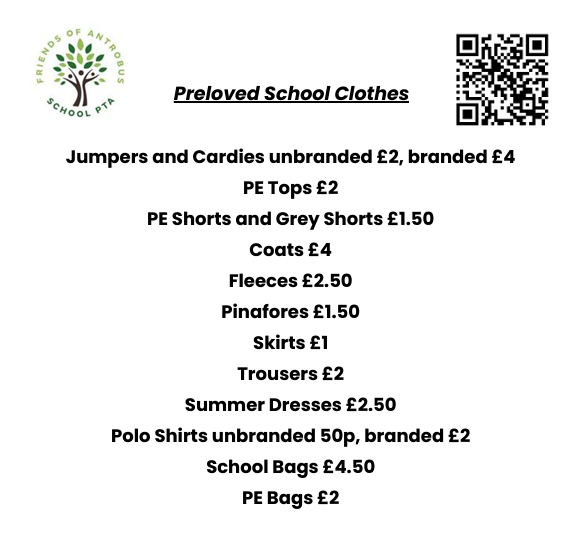 FRIENDS OF ANTROBUS
SCHOOL PTA
Preloved School Clothes
Jumpers and Cardies unbranded £2, branded £4
PE Tops £2
PE Shorts and Grey Shorts £1.50
Coats £4
Fleeces £2.50
Pinafores £1.50
Skirts £1
Trousers £2
Summer Dresses £2.50
Polo Shirts unbranded 50p, branded £2
School Bags £4.50
PE Bags £2